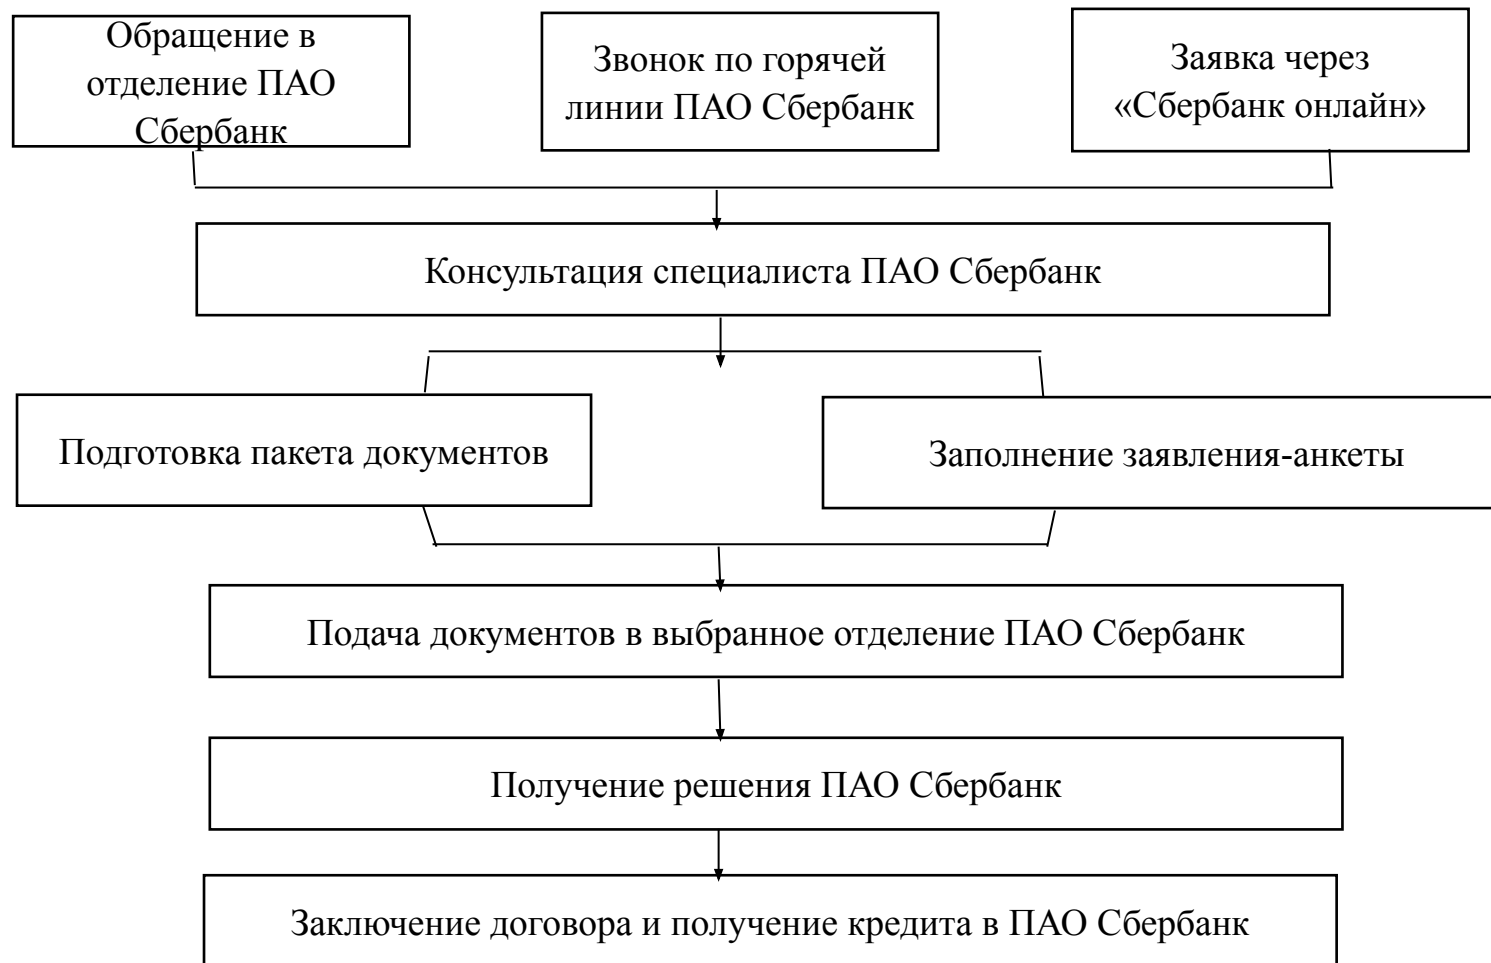 Обращение в
отделение ПАО
Сбербанк
Звонок по горячей
линии ПАО Сбербанк
Заявка через
«Сбербанк онлайн»
Консультация специалиста ПАО Сбербанк
Подготовка пакета документов
Заполнение заявления-анкеты
Подача документов в выбранное отделение ПАО Сбербанк
Получение решения ПАО Сбербанк
Заключение договора и получение кредита в ПАО Сбербанк